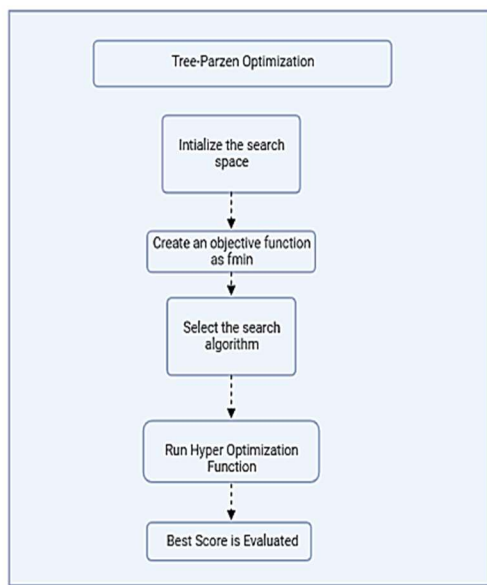 Tree-Parzen Optimization
Intialize the search
space
Create an objective function
as fmin
Select the search
algorithm
Run Hyper Optimization
Function
Best Score is Evaluated